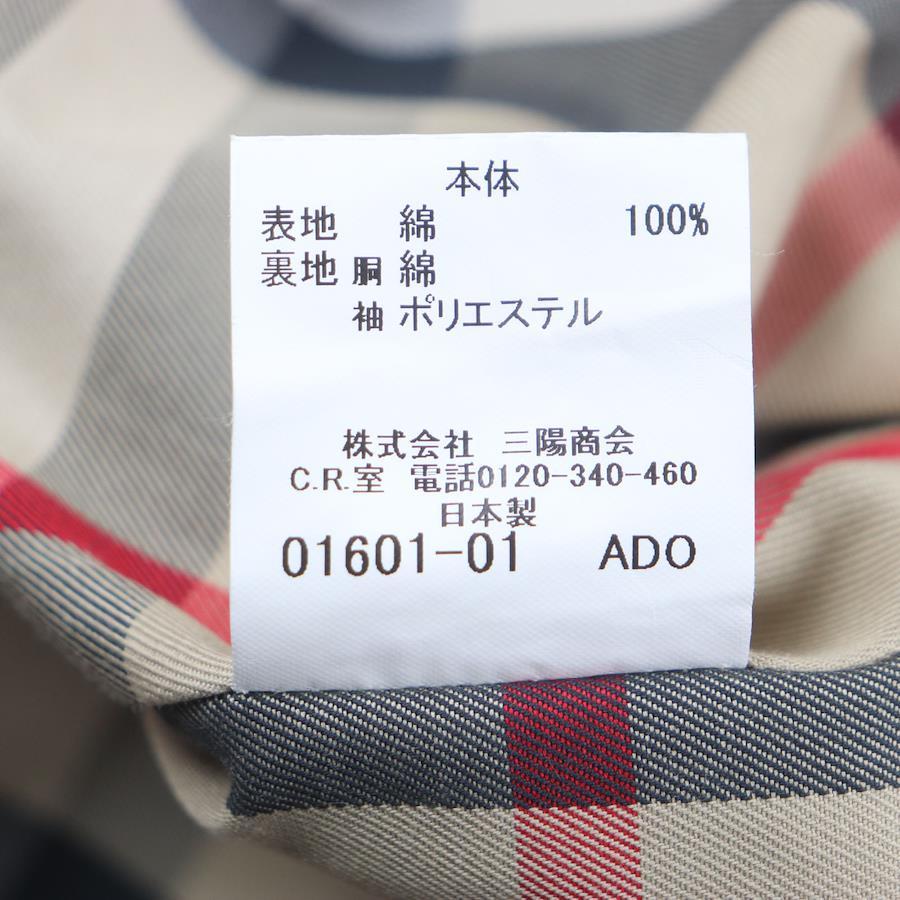 本体
表地 綿 100%
裏地 胴 綿
袖 ポリエステル
株式会社 三陽商会
C.R.室 電話0120-340-460
日本製
01601-01 ADO